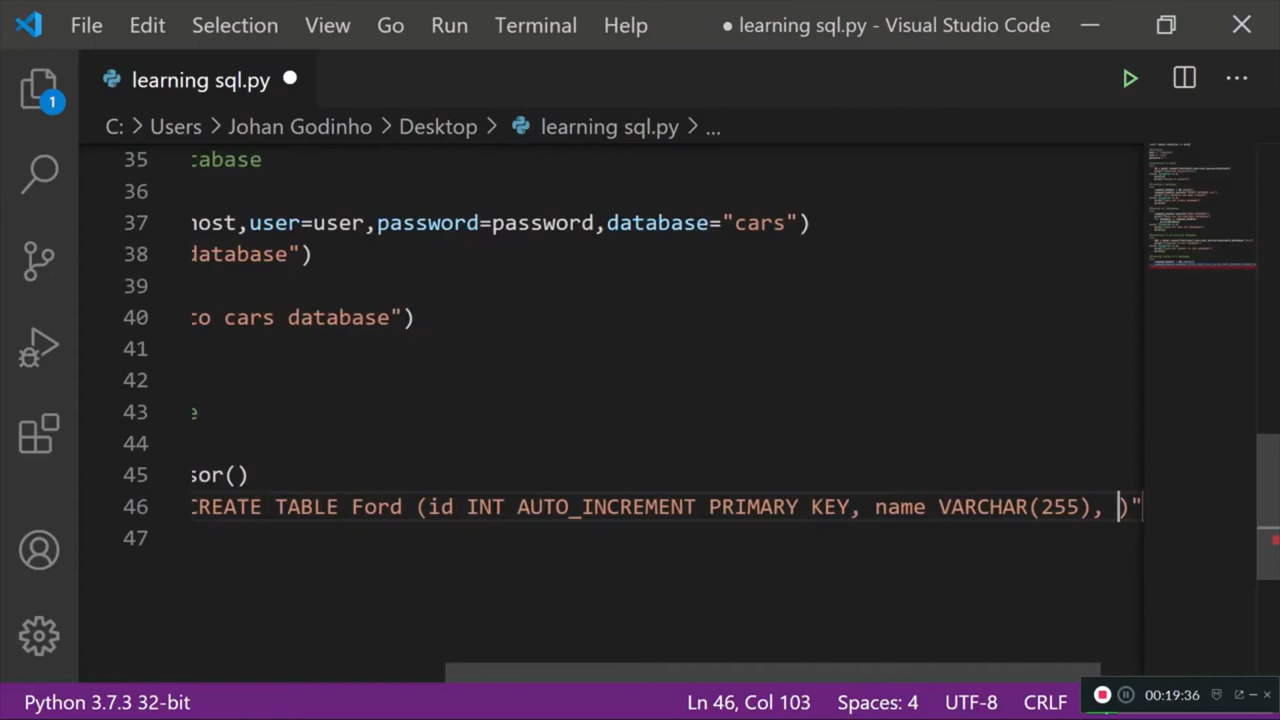 File Edit Selection View Go Run Terminal Help ● learning sql.py - Visual Studio Code
learning sql.py
1
C: > Users > Johan Godinho > Desktop > learning sql.py > ...
35 tabase
36
37 host,user=user,password=password,database="cars")
38 database")
39
40 to cars database")
41
42
43 e
44
45 sor()
46 CREATE TABLE Ford (id INT AUTO_INCREMENT PRIMARY KEY, name VARCHAR(255), )"
47
Python 3.7.3 32-bit Ln 46, Col 103 Spaces: 4 UTF-8 CRLF 00:19:36